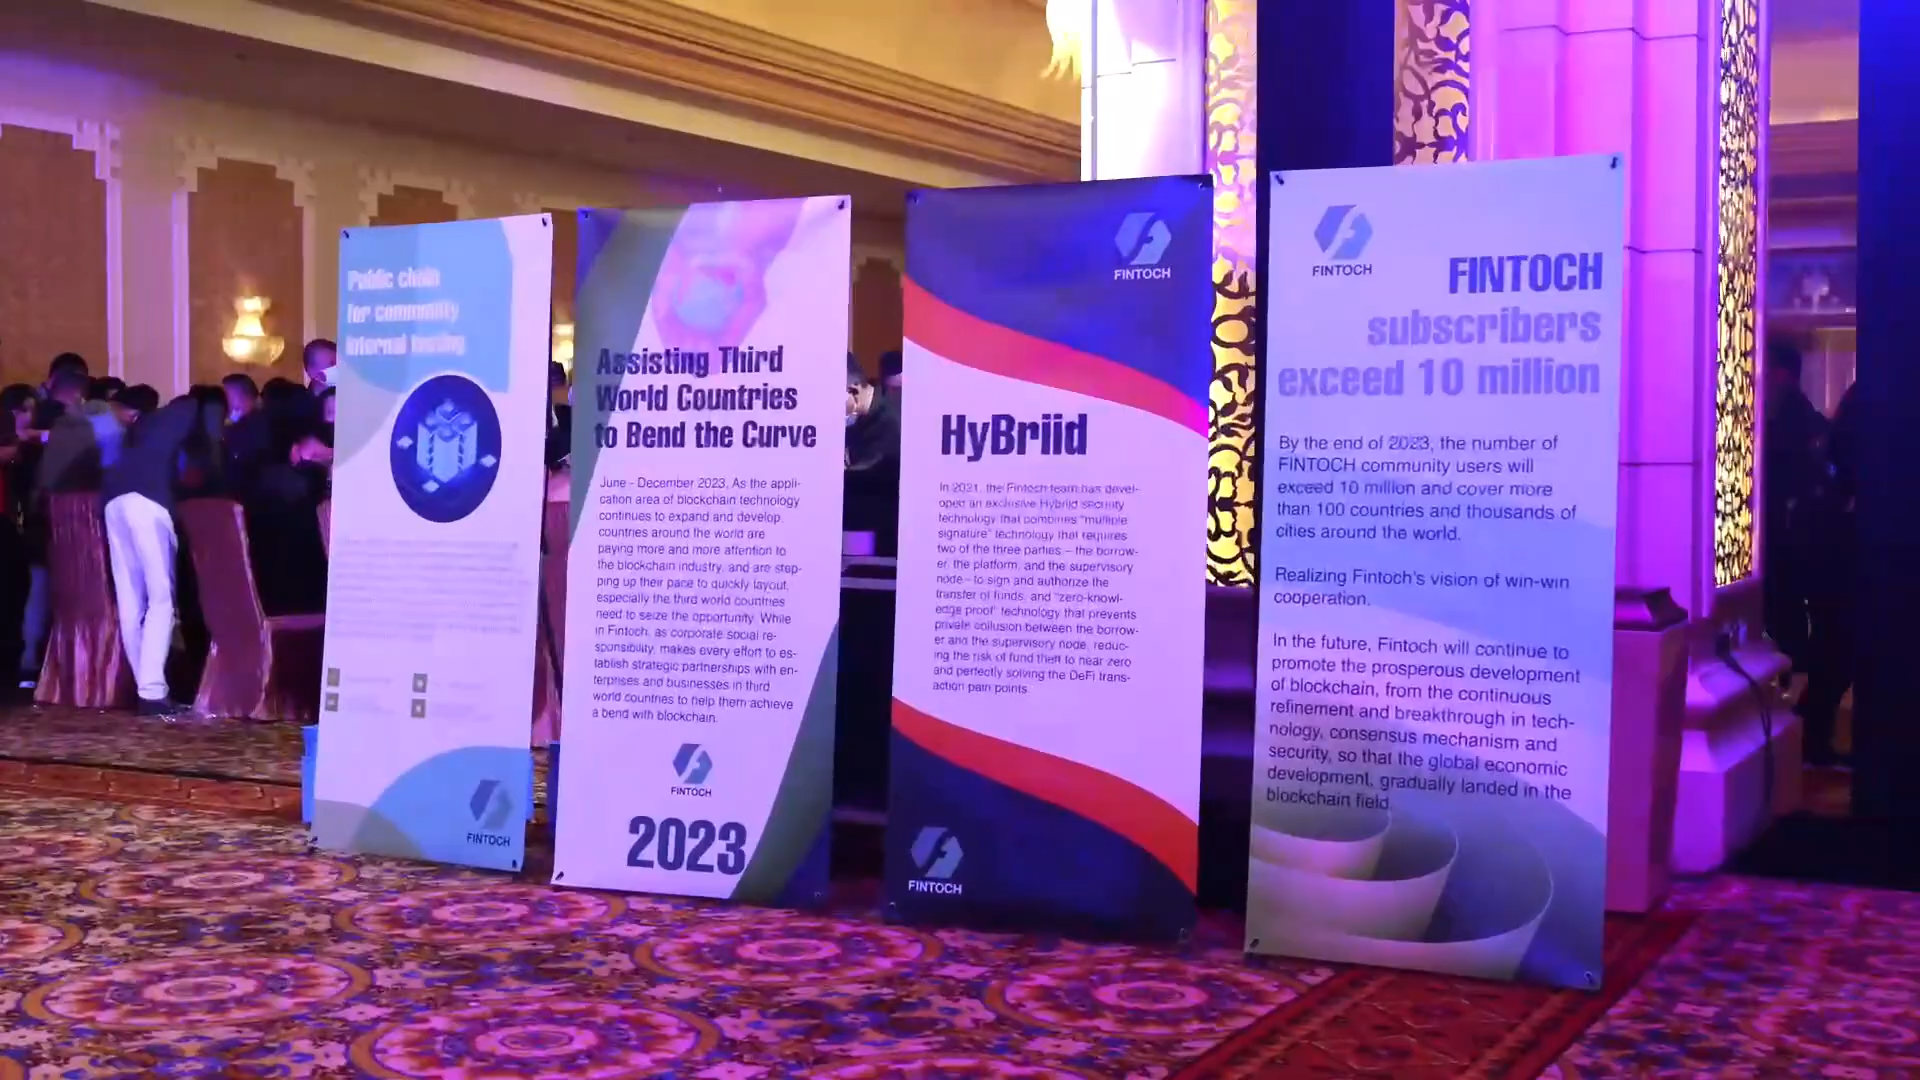 Public chain
for community
internal testing
FINTOCH
Assisting Third
World Countries
to Bend the Curve
June - December 2023, As the appli-
cation area of blockchain technology
continues to expand and develop,
countries around the world are
paying more and more attention to
the blockchain industry, and are step-
ping up their pace to quickly layout,
especially the third world countries
need to seize the opportunity. While
in Fintoch, as corporate social re-
sponsibility, makes every effort to es-
tablish strategic partnerships with en-
terprises and businesses in third
world countries to help them achieve
a bend with blockchain.
FINTOCH
2023
FINTOCH
HyBriid
In 2021, the Fintoch team has devel-
oped an exclusive HyBriid security
technology that combines "multiple
signature" technology that requires
two of the three parties – the borrow-
er, the platform, and the supervisory
node – to sign and authorize the
transfer of funds, and "zero-knowl-
edge proof" technology that prevents
private collusion between the borrow-
er and the supervisory node, reduc-
ing the risk of fund theft to near zero
and perfectly solving the DeFi trans-
action pain points.
FINTOCH
FINTOCH
FINTOCH
subscribers
exceed 10 million
By the end of 2023, the number of
FINTOCH community users will
exceed 10 million and cover more
than 100 countries and thousands of
cities around the world.
Realizing Fintoch's vision of win-win
cooperation.
In the future, Fintoch will continue to
promote the prosperous development
of blockchain, from the continuous
refinement and breakthrough in tech-
nology, consensus mechanism and
security, so that the global economic
development, gradually landed in the
blockchain field.